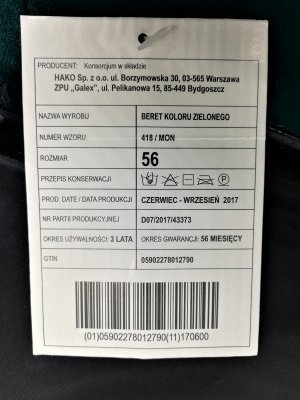 PRODUCENT: Konsorcjum w składzie
HAKO Sp. z o.o. ul. Borzymowska 30, 03-565 Warszawa
ZPU „Galex”, ul. Pelikanowa 15, 85-449 Bydgoszcz
NAZWA WYROBU BERET KOLORU ZIELONEGO
NUMER WZORU 418 / MON
ROZMIAR 56
PRZEPIS KONSERWACJI
PROD. DATE / DATA PRODUKCJI CZERWIEC - WRZESIEŃ 2017
NR PARTII PRODUKCYJNEJ D07/2017/43373
OKRES UŻYWALNOŚCI: 3 LATA OKRES GWARANCJI: 56 MIESIĘCY
GTIN 05902278012790
(01)05902278012790(11)170600